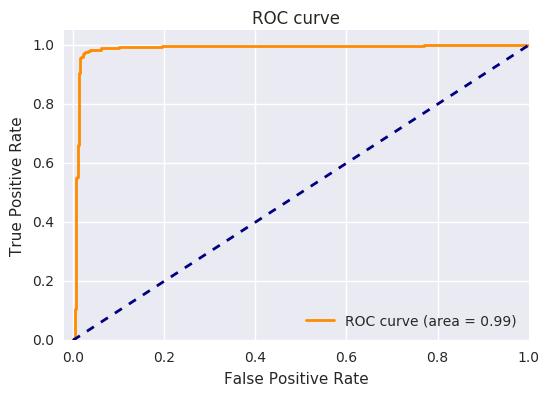 ROC curve
1.0
0.8
0.6
0.4
0.2
0.0
True Positive Rate
ROC curve (area = 0.99)
0.0 0.2 0.4 0.6 0.8 1.0
False Positive Rate